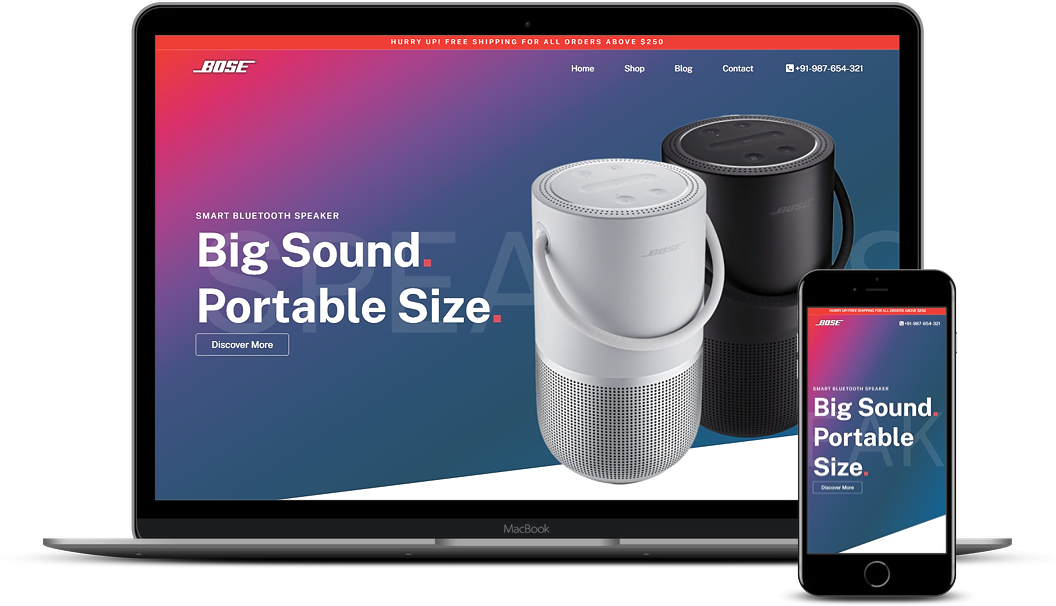 HURRY UP! FREE SHIPPING FOR ALL ORDERS ABOVE $250
BOSE
Home Shop Blog Contact +91-987-654-321
SMART BLUETOOTH SPEAKER
SPEAKERS
Big Sound.
Portable Size.
Discover More
BOSE
BOSE
MacBook
HURRY UP! FREE SHIPPING FOR ALL ORDERS ABOVE $250
BOSE
+91-987-654-321
SMART BLUETOOTH SPEAKER
Big Sound.
Portable
Size.
EAK
Discover More